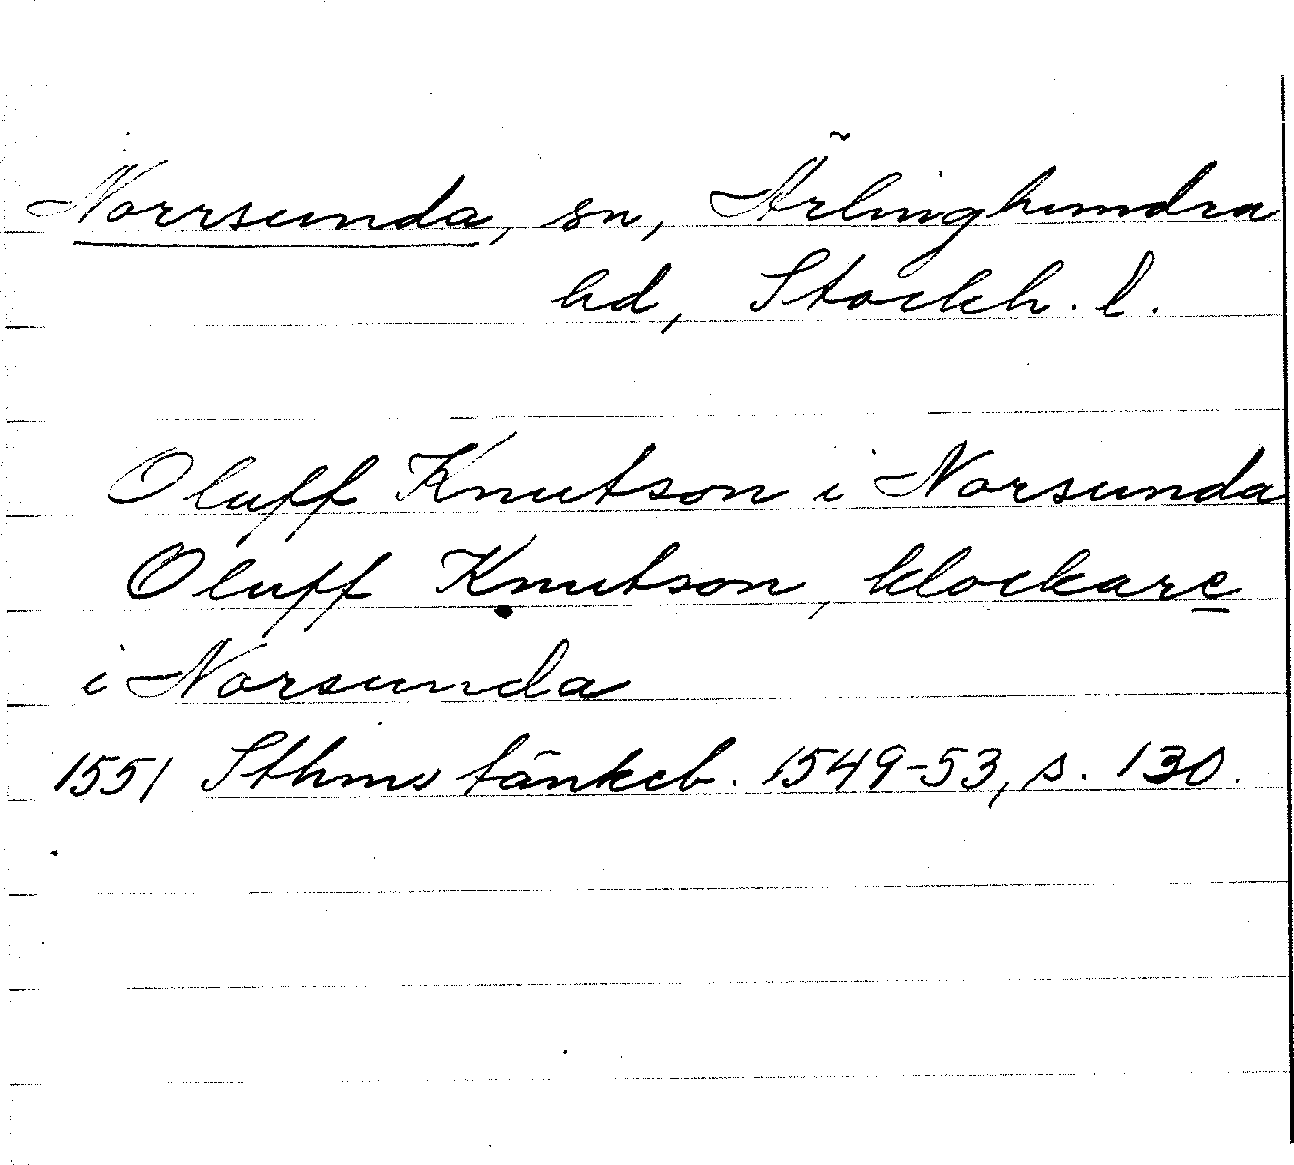 Norrsunda, sn, Ärlinghundra
hd, Stockh. l.
Oluff Knutson i Norsunda
Oluff Knutson, klockare
i Norsunda
1551 Sthms tänkeb. 1549-53, s. 130.